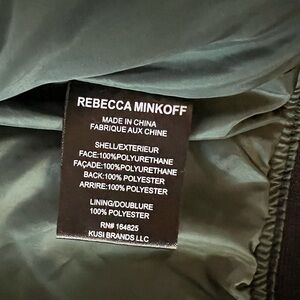 REBECCA MINKOFF
MADE IN CHINA
FABRIQUE AUX CHINE
SHELL/EXTERIEUR
FACE:100%POLYURETHANE
FAÇADE:100%POLYURETHANE
BACK:100% POLYESTER
ARRIRE:100% POLYESTER
LINING/DOUBLURE
100% POLYESTER
RN# 164825
KUSI BRANDS LLC